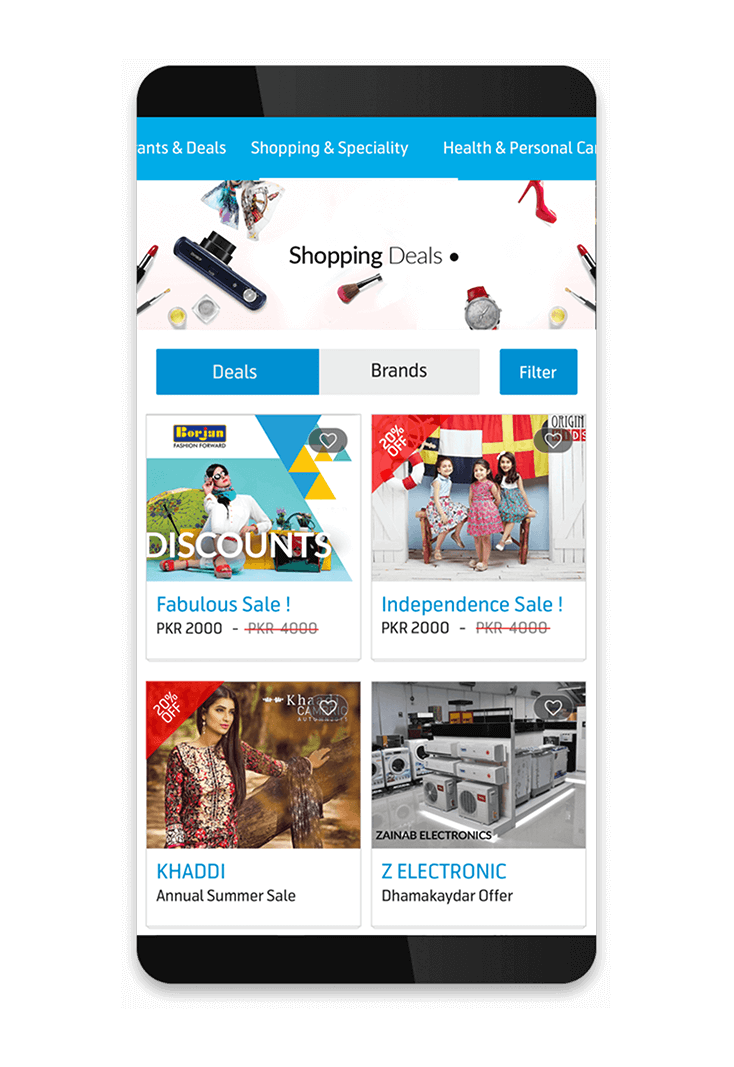 ants & Deals Shopping & Speciality Health & Personal Car
Shopping Deals
Deals Brands Filter
Borjan
FASHION FORWARD
DISCOUNTS
Fabulous Sale !
PKR 2000 - PKR 4000
20%
OFF
ORIGIN
Independence Sale !
PKR 2000 - PKR 4000
20%
OFF
Khaadi
KHADDI
Annual Summer Sale
ZAINAB ELECTRONICS
Z ELECTRONIC
Dhamakaydar Offer